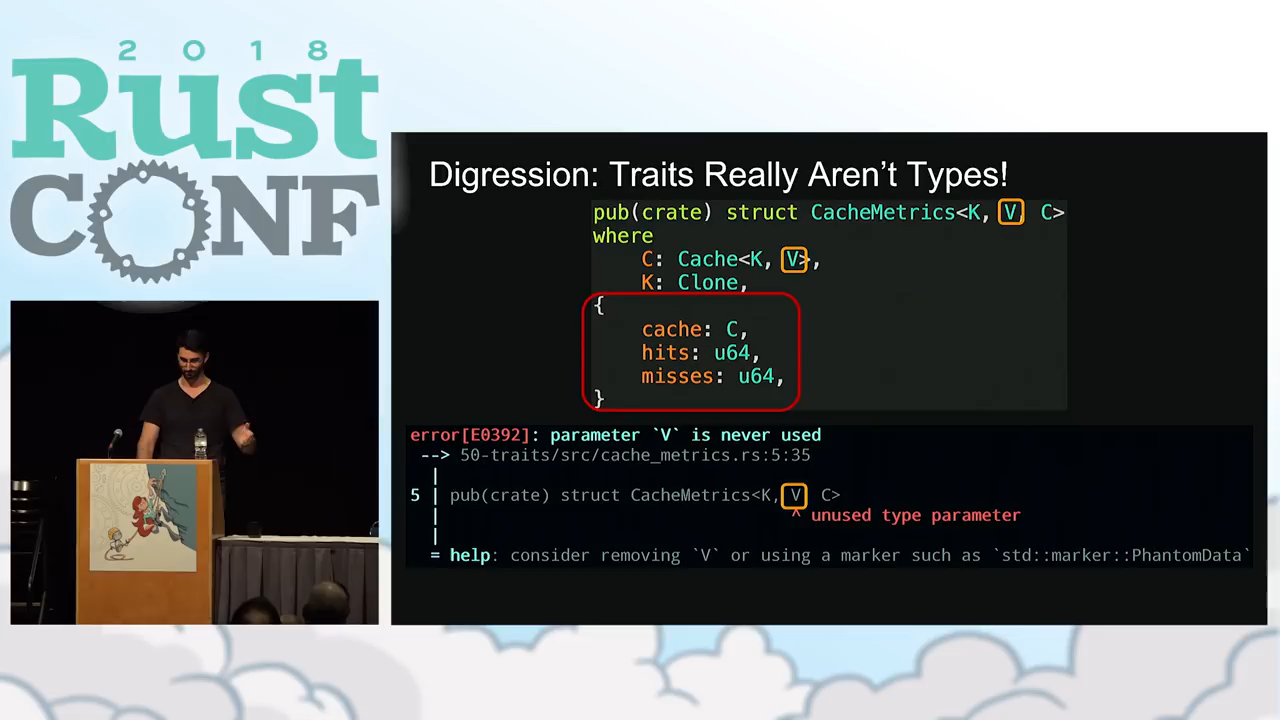 2018
Rust
CONF
Digression: Traits Really Aren’t Types!
pub(crate) struct CacheMetrics<K, V, C>
where
    C: Cache<K, V>,
    K: Clone,
{
    cache: C,
    hits: u64,
    misses: u64,
}
error[E0392]: parameter `V` is never used
 --> 50-traits/src/cache_metrics.rs:5:35
  |
5 | pub(crate) struct CacheMetrics<K, V, C>
  |                                   ^ unused type parameter
  |
  = help: consider removing `V` or using a marker such as `std::marker::PhantomData`